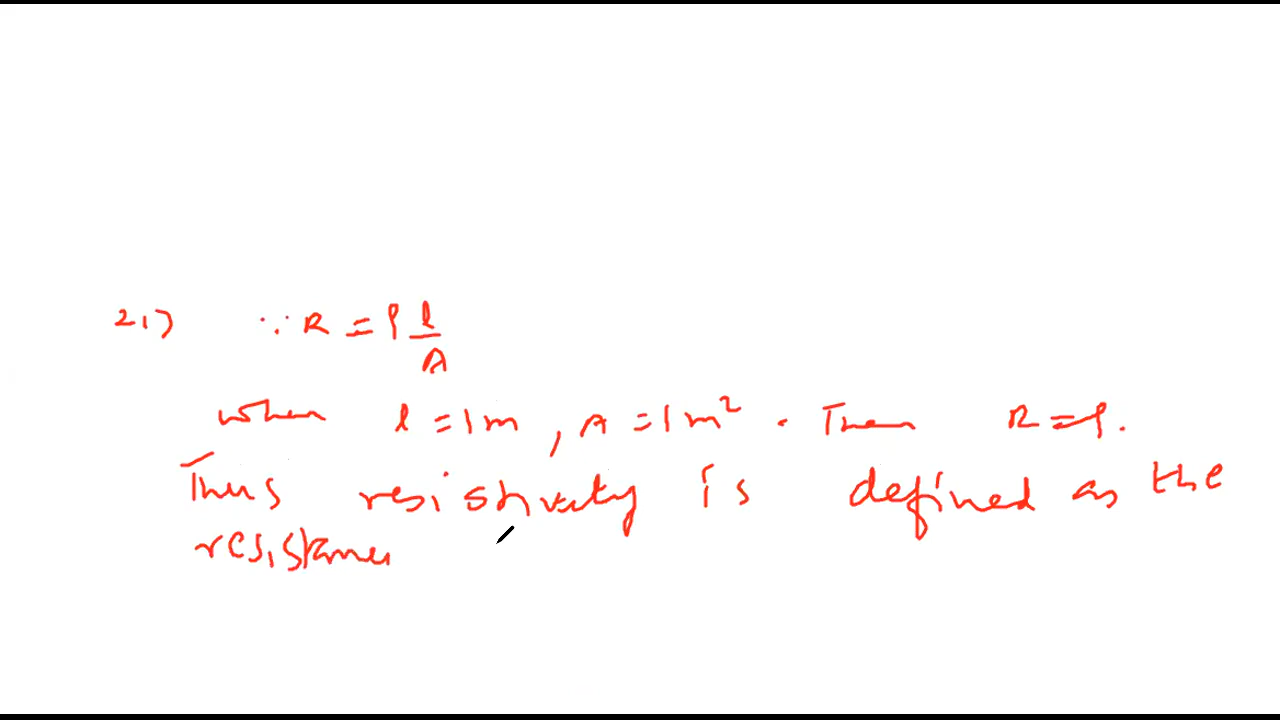 21) ∵ R = ρ l/A
when l = 1m, A = 1m². Then R = ρ.
Thus resistivity is defined as the
resistance